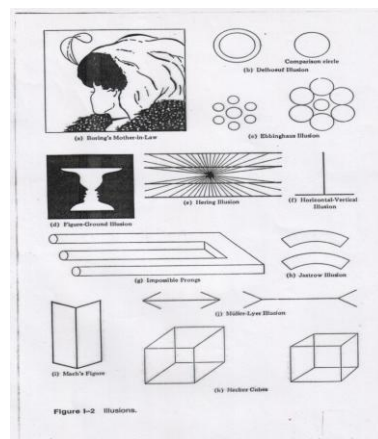 (a) Boring's Mother-in-Law
Comparison circle
(b) Delboeuf Illusion
(c) Ebbinghaus Illusion
(d) Figure-Ground Illusion
(e) Hering Illusion
(f) Horizontal-Vertical
Illusion
(g) Impossible Prongs
(h) Jastrow Illusion
(i) Mach's Figure
(j) Müller-Lyer Illusion
(k) Necker Cubes
Figure I–2 Illusions.